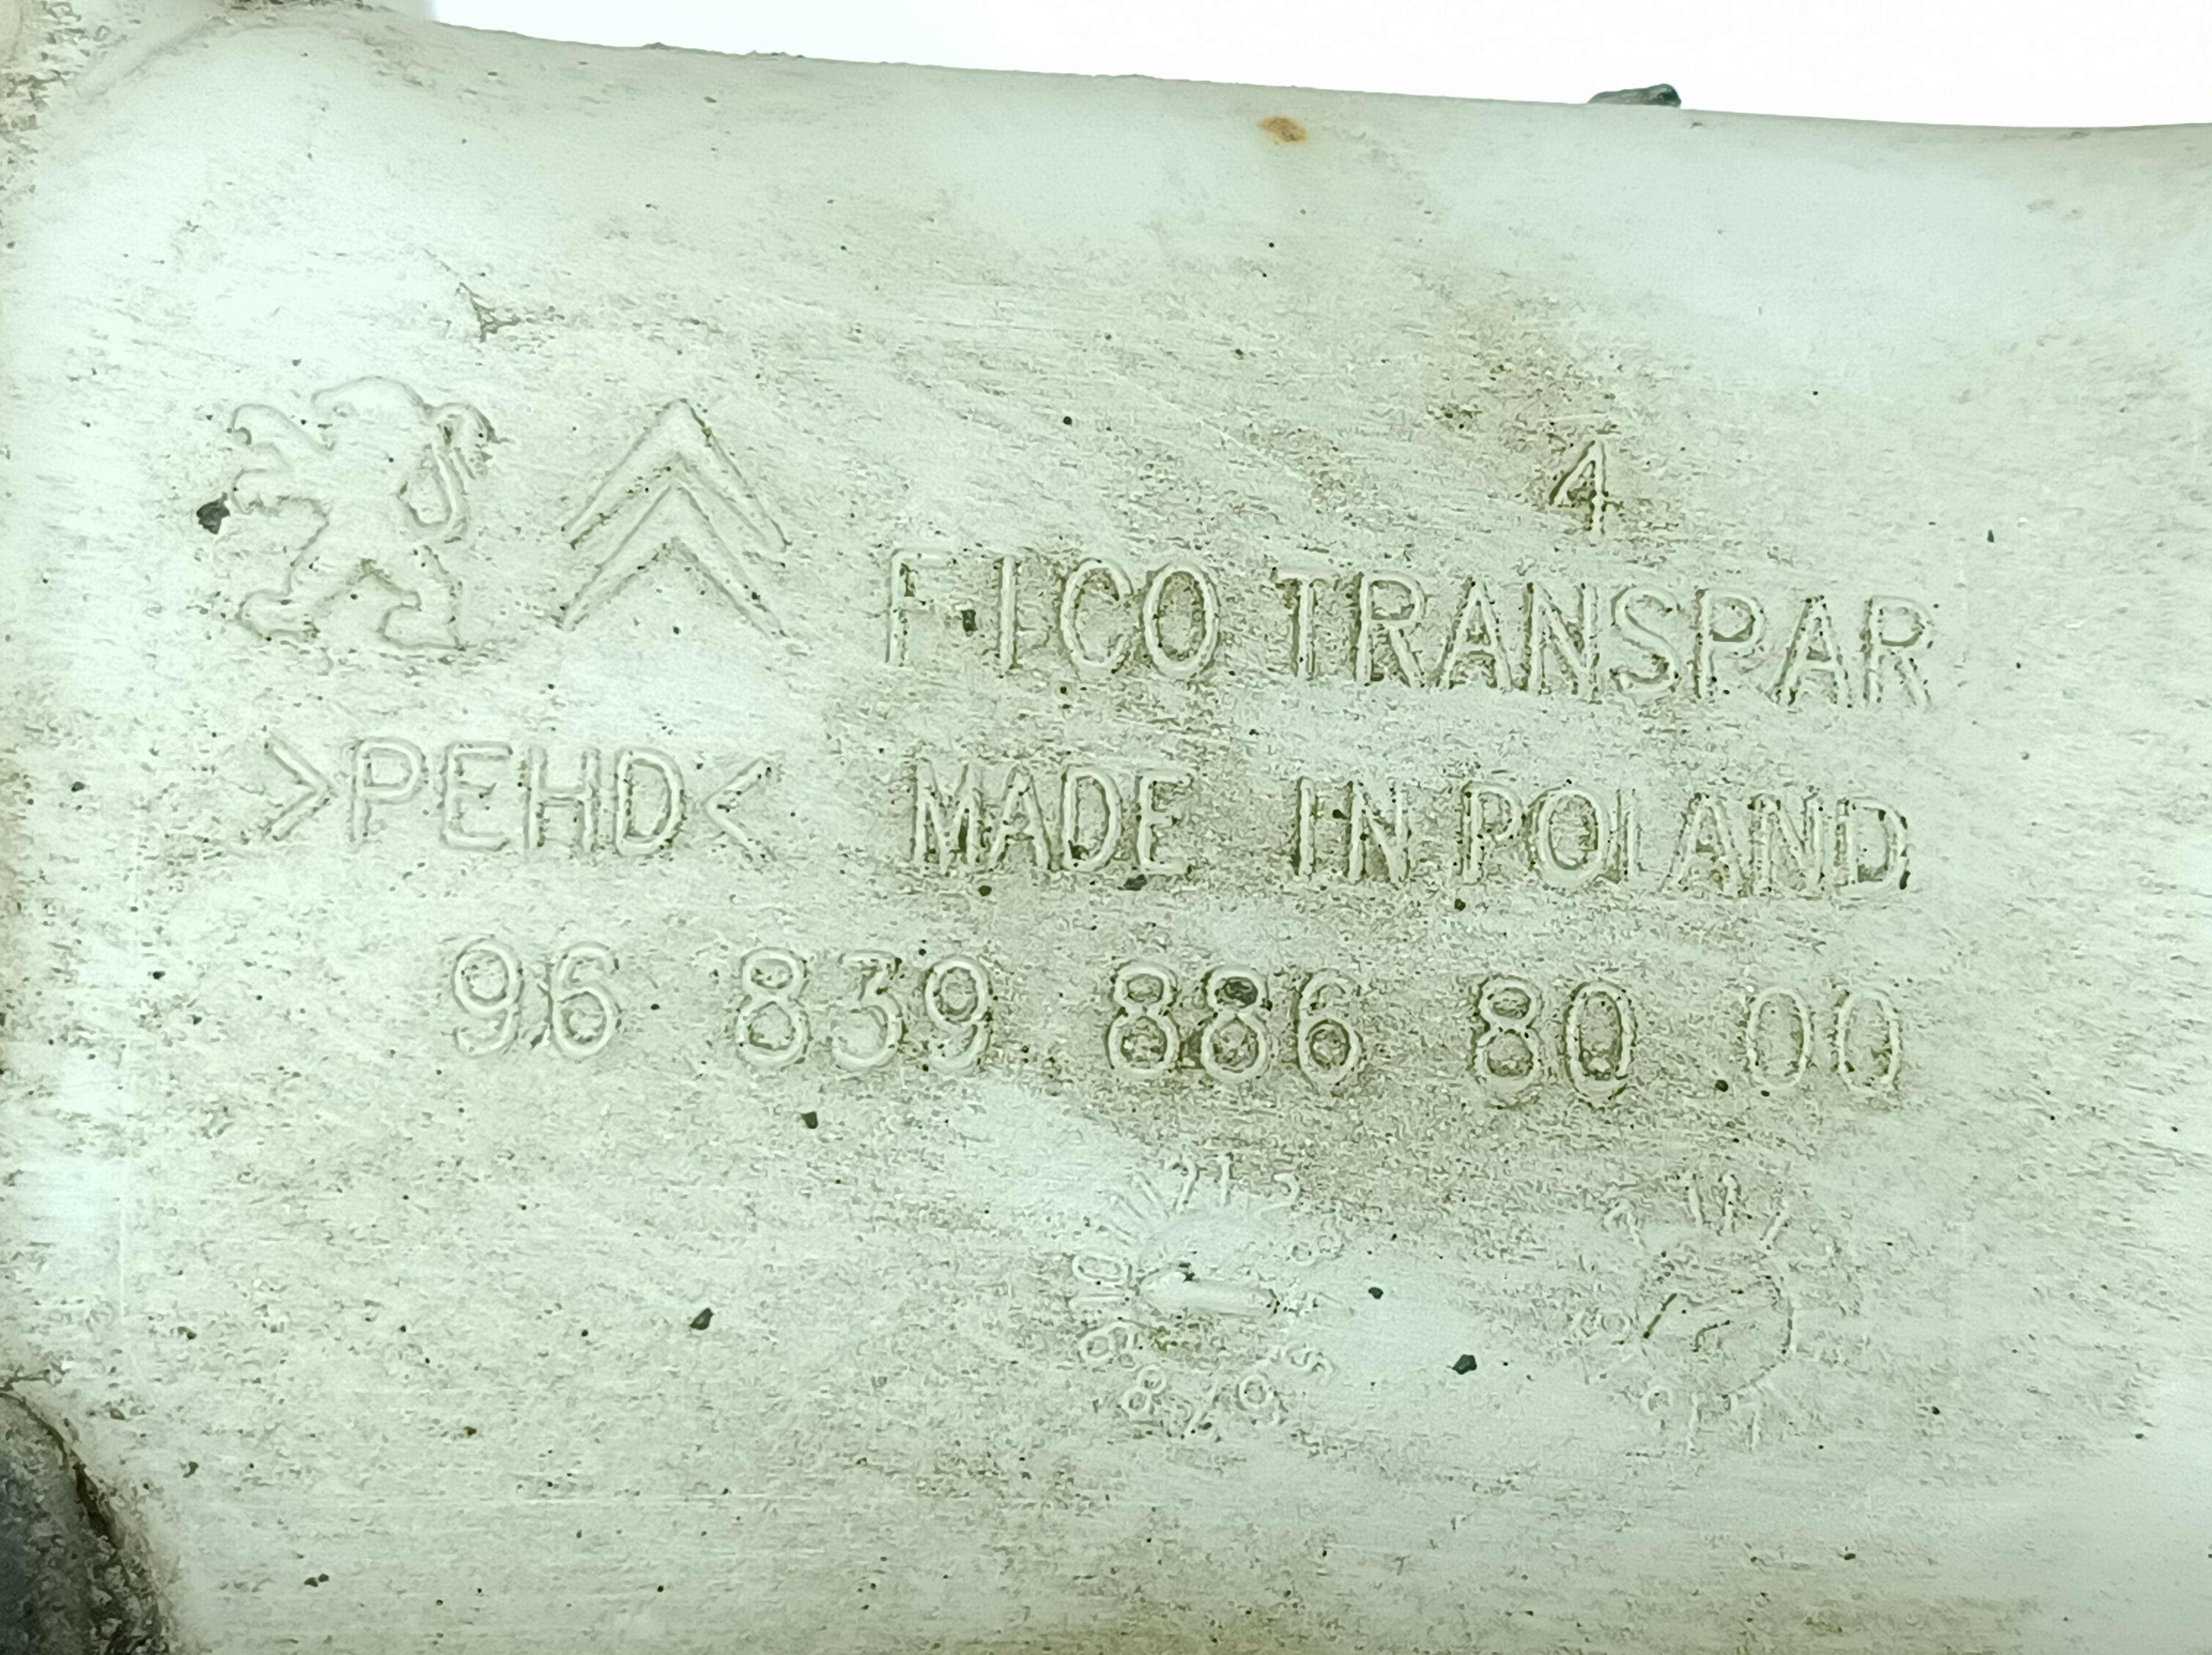 4
FICO TRANSPAR
>PEHD< MADE IN POLAND
96 839 886 80 00